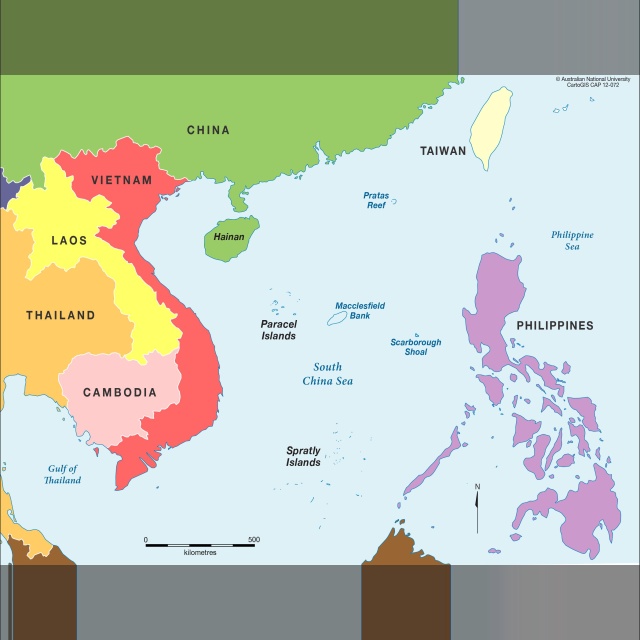 © Australian National University
CartoGIS CAP 12-072
CHINA
TAIWAN
VIETNAM
Pratas
Reef
Hainan
LAOS
Philippine
Sea
THAILAND
Macclesfield
Bank
Paracel
Islands
PHILIPPINES
Scarborough
Shoal
South
China Sea
CAMBODIA
Spratly
Islands
Gulf of
Thailand
N
0 500
kilometres